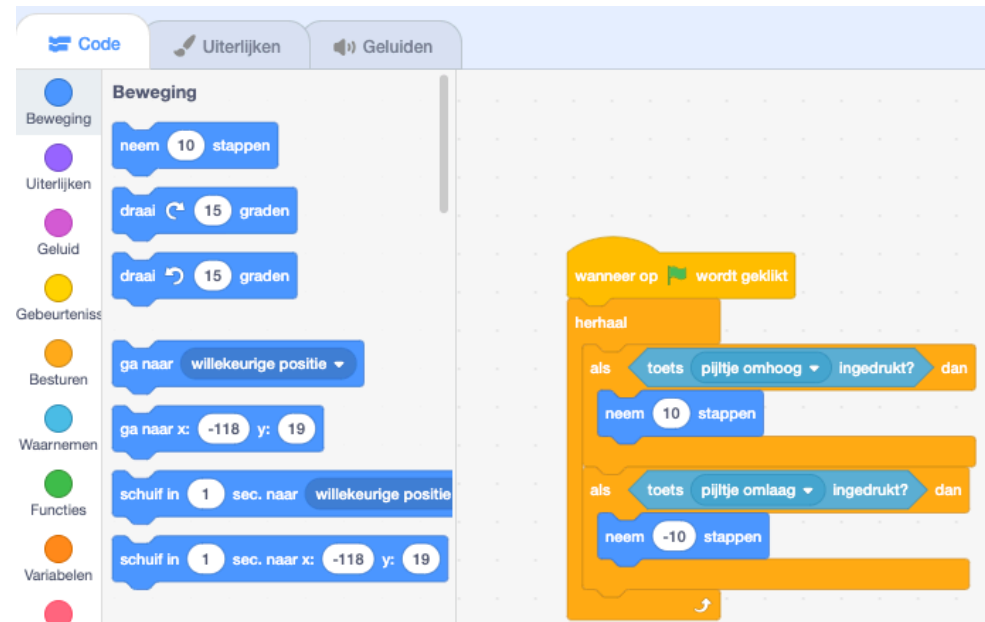 Code
Uiterlijken
Geluiden
Beweging
Uiterlijken
Geluid
Gebeurteniss
Besturen
Waarnemen
Functies
Variabelen
Beweging
neem 10 stappen
draai 15 graden
draai 15 graden
ga naar willekeurige positie
ga naar x: -118 y: 19
schuif in 1 sec. naar willekeurige positie
schuif in 1 sec. naar x: -118 y: 19
wanneer op wordt geklikt
herhaal
als toets pijltje omhoog ingedrukt? dan
neem 10 stappen
als toets pijltje omlaag ingedrukt? dan
neem -10 stappen